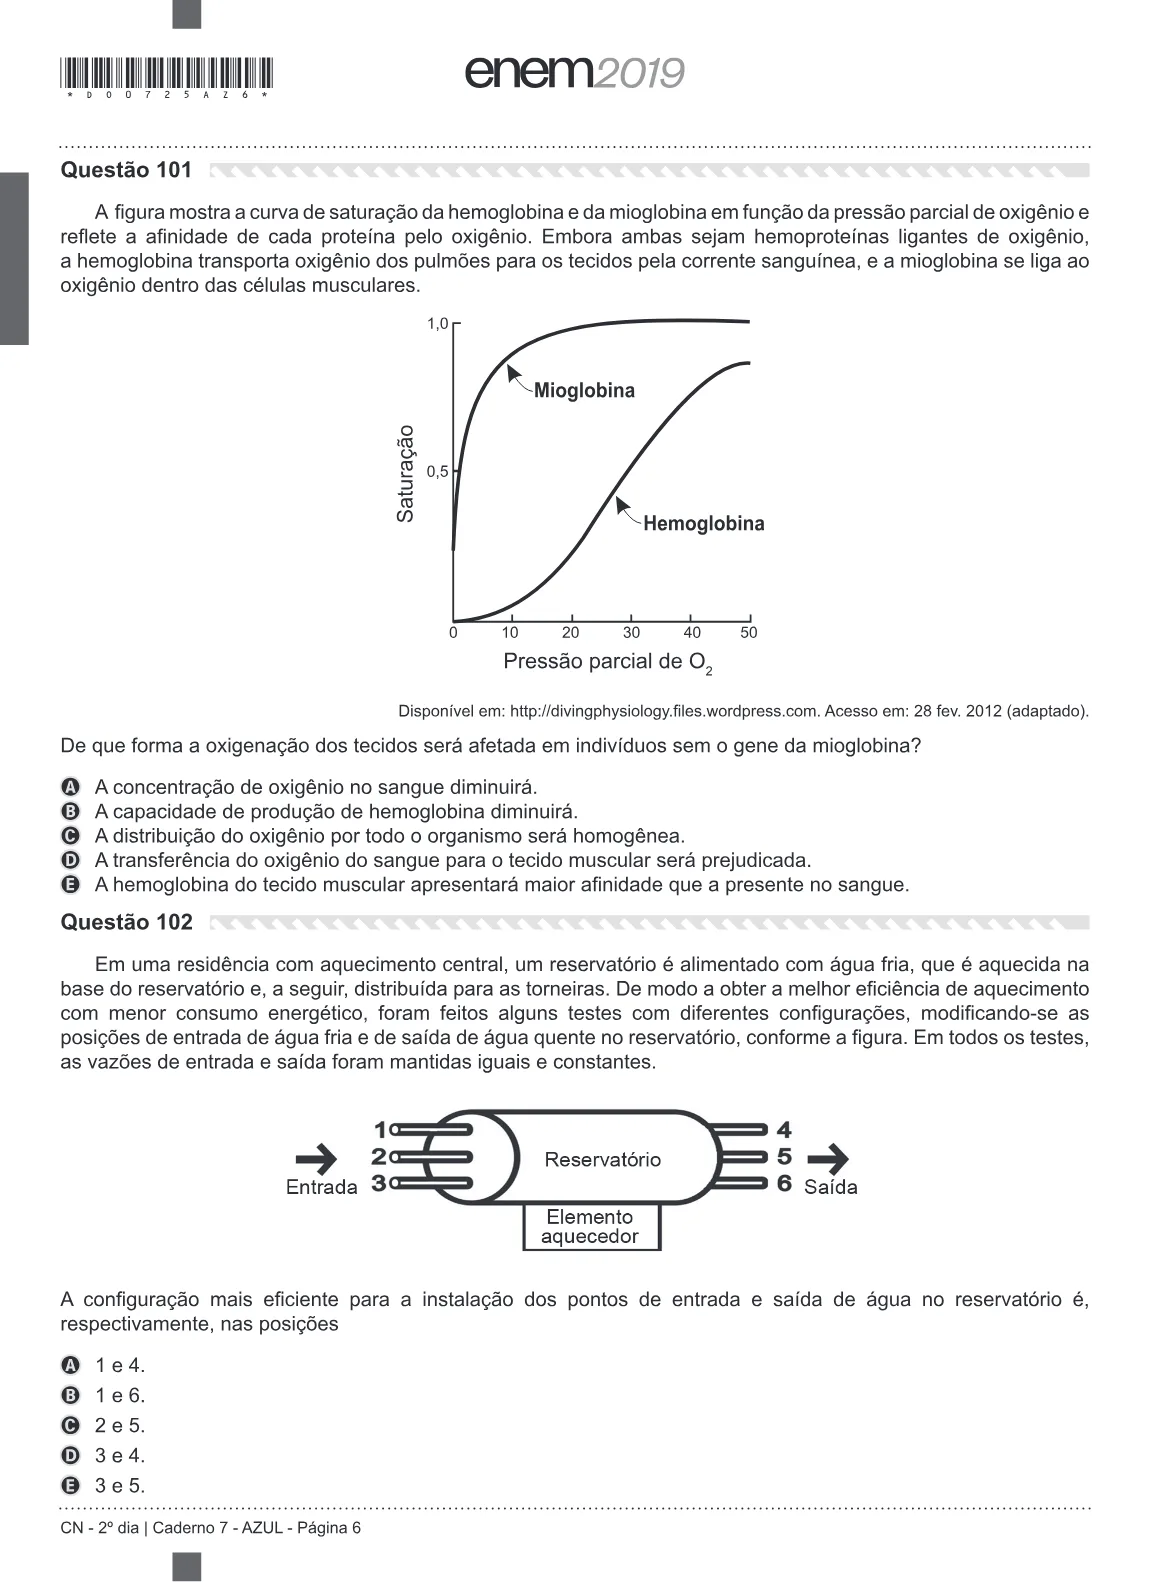 *D00725AZ6*
enem2019
Questão 101
A figura mostra a curva de saturação da hemoglobina e da mioglobina em função da pressão parcial de oxigênio e
reflete a afinidade de cada proteína pelo oxigênio. Embora ambas sejam hemoproteínas ligantes de oxigênio,
a hemoglobina transporta oxigênio dos pulmões para os tecidos pela corrente sanguínea, e a mioglobina se liga ao
oxigênio dentro das células musculares.
1,0
Mioglobina
Saturação
0,5
Hemoglobina
0 10 20 30 40 50
Pressão parcial de O₂
Disponível em: http://divingphysiology.files.wordpress.com. Acesso em: 28 fev. 2012 (adaptado).
De que forma a oxigenação dos tecidos será afetada em indivíduos sem o gene da mioglobina?
A A concentração de oxigênio no sangue diminuirá.
B A capacidade de produção de hemoglobina diminuirá.
C A distribuição do oxigênio por todo o organismo será homogênea.
D A transferência do oxigênio do sangue para o tecido muscular será prejudicada.
E A hemoglobina do tecido muscular apresentará maior afinidade que a presente no sangue.
Questão 102
Em uma residência com aquecimento central, um reservatório é alimentado com água fria, que é aquecida na
base do reservatório e, a seguir, distribuída para as torneiras. De modo a obter a melhor eficiência de aquecimento
com menor consumo energético, foram feitos alguns testes com diferentes configurações, modificando-se as
posições de entrada de água fria e de saída de água quente no reservatório, conforme a figura. Em todos os testes,
as vazões de entrada e saída foram mantidas iguais e constantes.
1 4
2 Reservatório 5
Entrada 3 6 Saída
Elemento
aquecedor
A configuração mais eficiente para a instalação dos pontos de entrada e saída de água no reservatório é,
respectivamente, nas posições
A 1 e 4.
B 1 e 6.
C 2 e 5.
D 3 e 4.
E 3 e 5.
CN - 2º dia | Caderno 7 - AZUL - Página 6